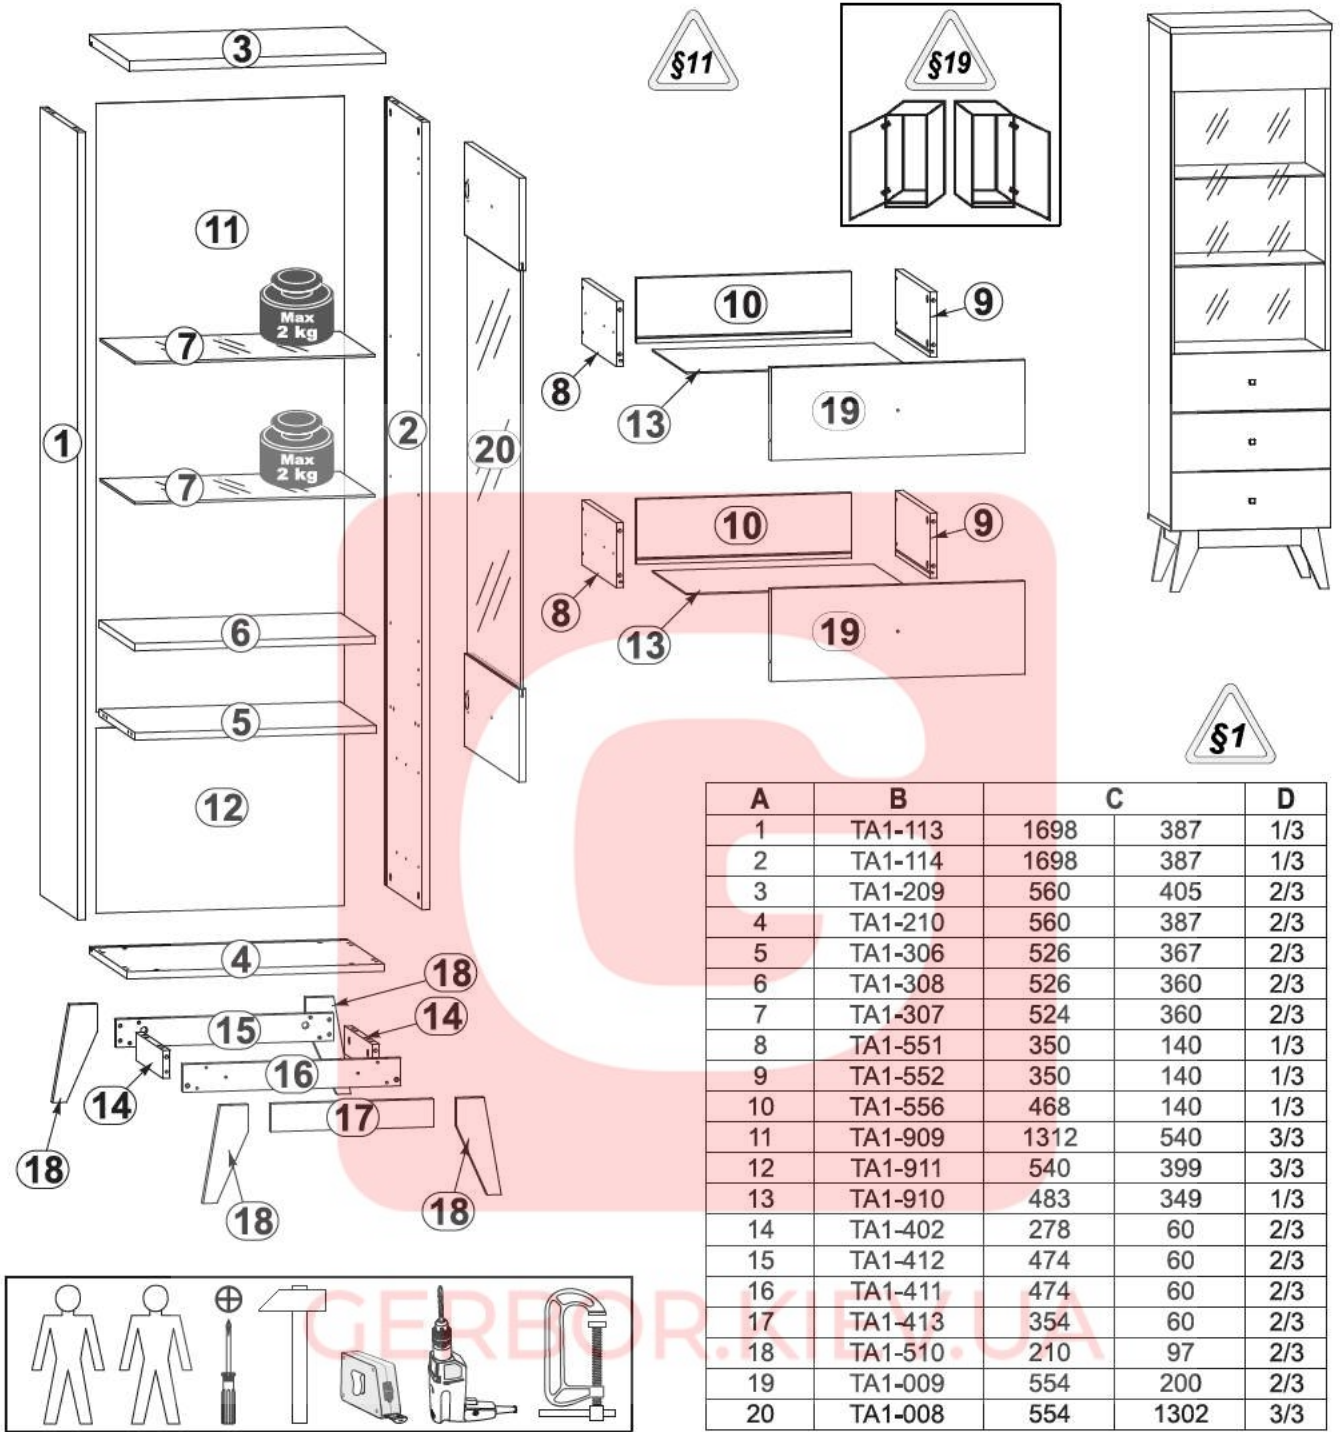 3
§11
§19
1
11
Max
2 kg
7
Max
2 kg
7
2
20
6
5
12
10
9
8
13
19
10
9
8
13
19
§1
4
18
15
14
16
14
17
18
18
18
A B C D
1 TA1-113 1698 387 1/3
2 TA1-114 1698 387 1/3
3 TA1-209 560 405 2/3
4 TA1-210 560 387 2/3
5 TA1-306 526 367 2/3
6 TA1-308 526 360 2/3
7 TA1-307 524 360 2/3
8 TA1-551 350 140 1/3
9 TA1-552 350 140 1/3
10 TA1-556 468 140 1/3
11 TA1-909 1312 540 3/3
12 TA1-911 540 399 3/3
13 TA1-910 483 349 1/3
14 TA1-402 278 60 2/3
15 TA1-412 474 60 2/3
16 TA1-411 474 60 2/3
17 TA1-413 354 60 2/3
18 TA1-510 210 97 2/3
19 TA1-009 554 200 2/3
20 TA1-008 554 1302 3/3
G
GERBOR.KIEV.UA